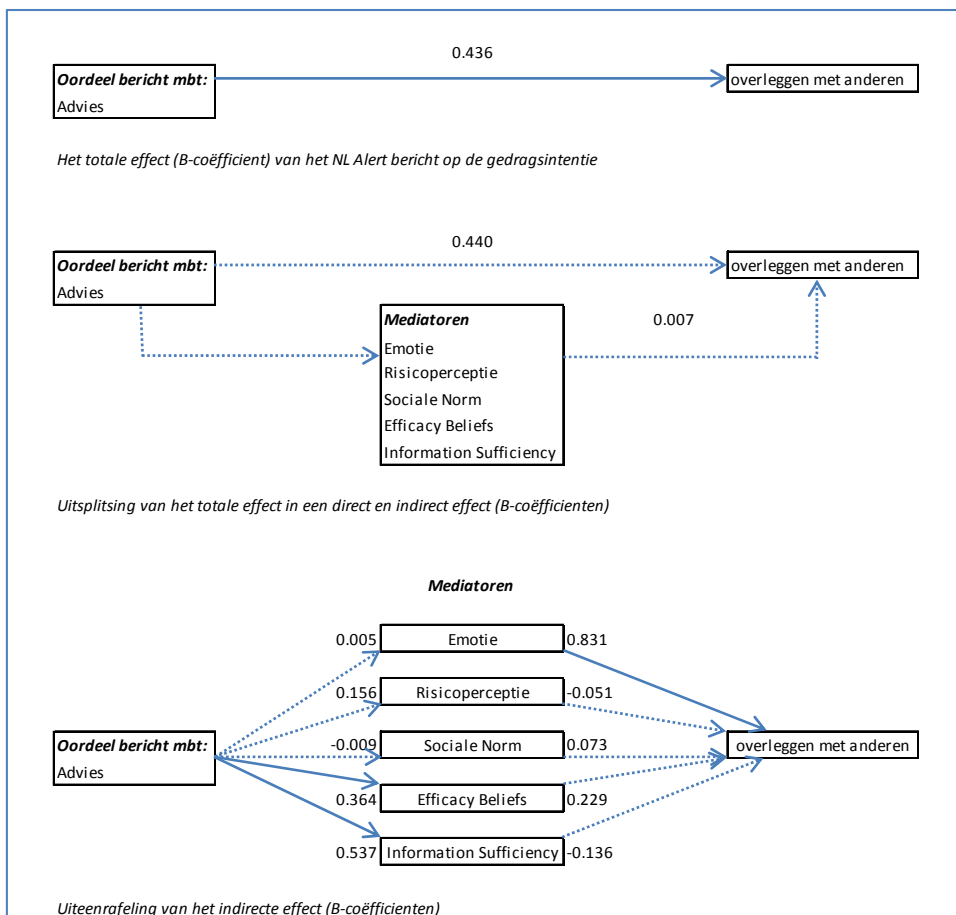 0.436
Oordeel bericht mbt:
Advies
overleggen met anderen
Het totale effect (B-coëfficient) van het NL Alert bericht op de gedragsintentie
0.440
Oordeel bericht mbt:
Advies
overleggen met anderen
Mediatoren
Emotie
Risicoperceptie
Sociale Norm
Efficacy Beliefs
Information Sufficiency
0.007
Uitsplitsing van het totale effect in een direct en indirect effect (B-coëfficienten)
Mediatoren
0.005 Emotie 0.831
0.156 Risicoperceptie -0.051
Oordeel bericht mbt:
Advies
-0.009 Sociale Norm 0.073
overleggen met anderen
0.364 Efficacy Beliefs 0.229
0.537 Information Sufficiency -0.136
Uiteenrafeling van het indirecte effect (B-coëfficienten)